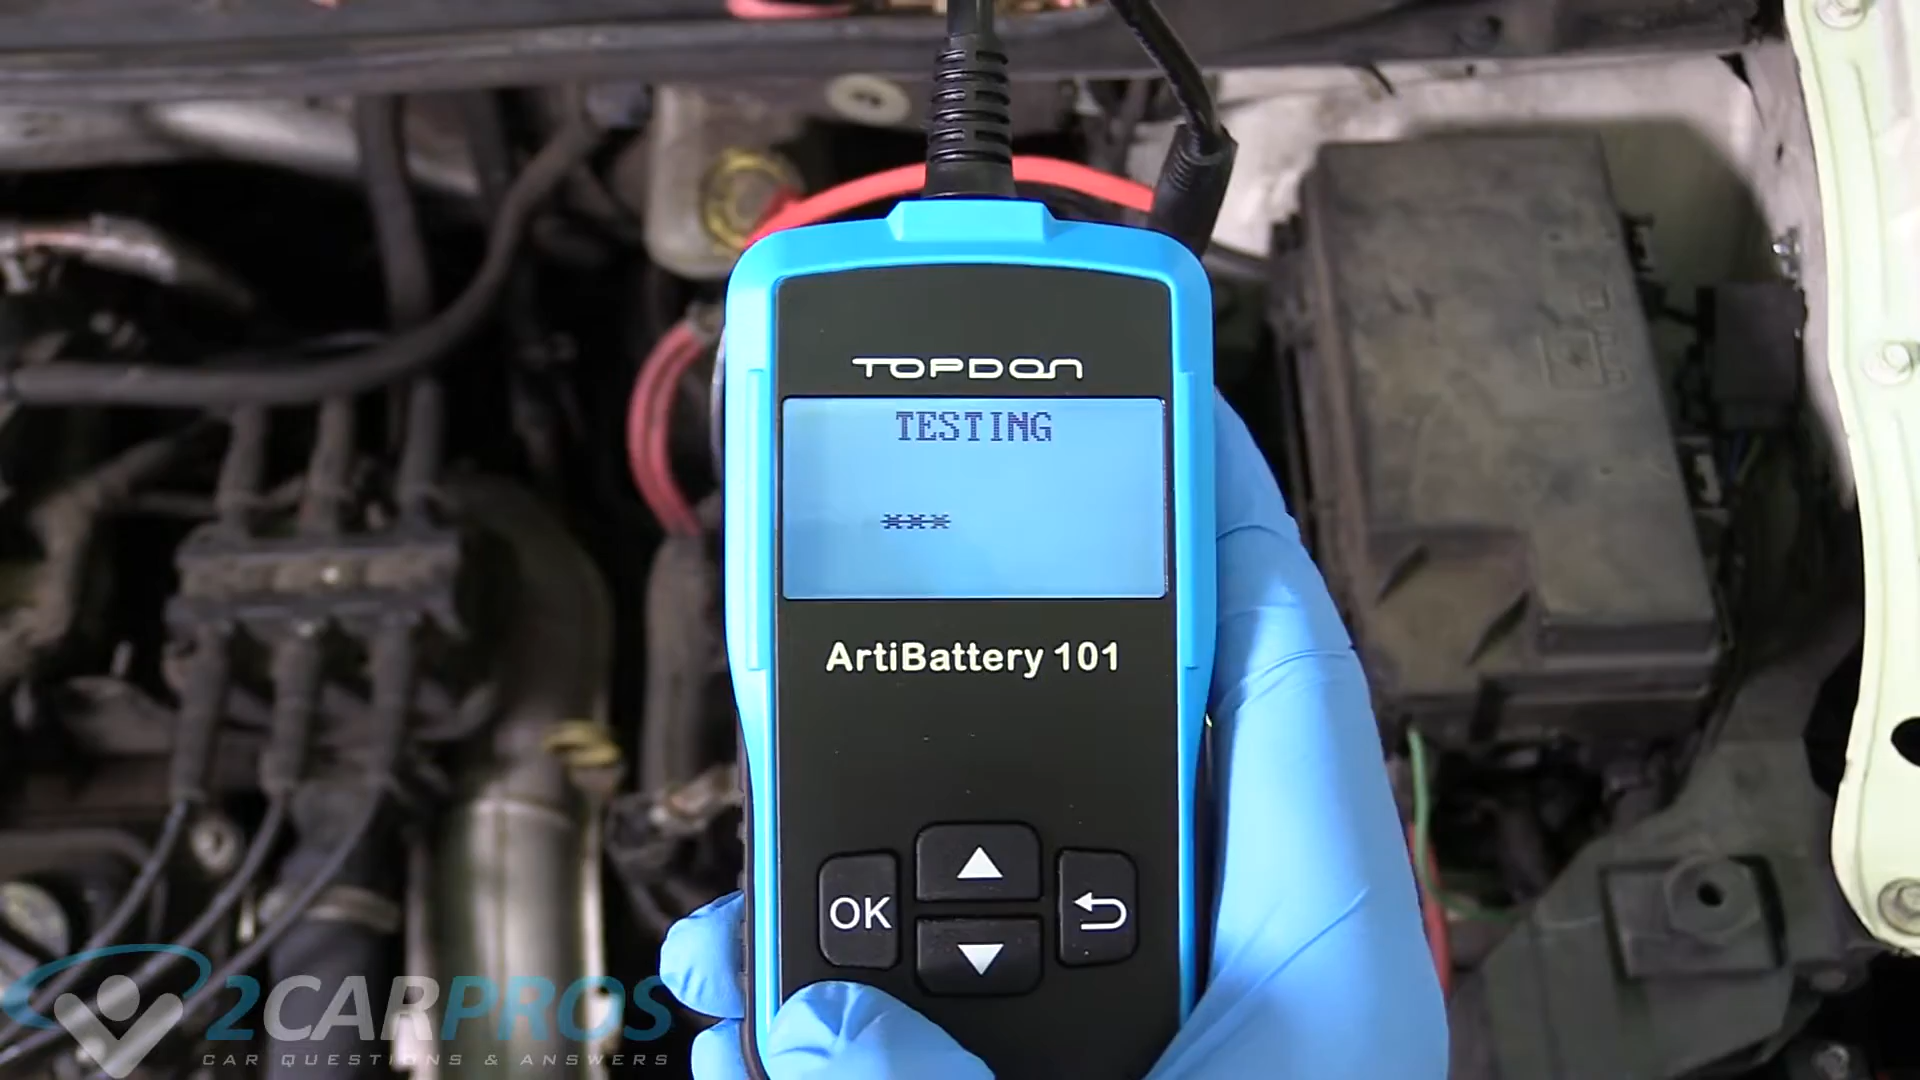 TOPDON
TESTING
***
ArtiBattery 101
OK
2CARPROS
CAR QUESTIONS & ANSWERS